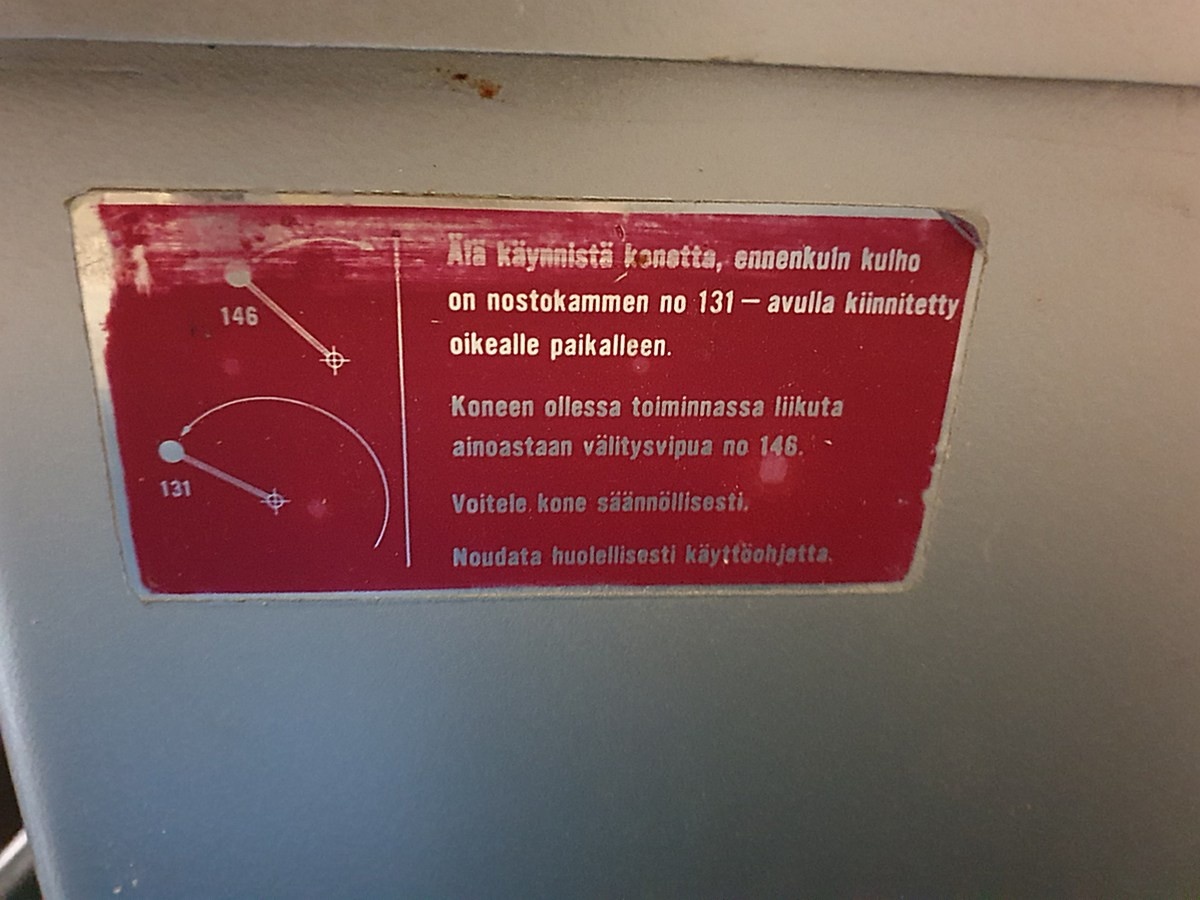 146
131
Älä käynnistä konetta, ennenkuin kulho
on nostokammen no 131 — avulla kiinnitetty
oikealle paikalleen.
Koneen ollessa toiminnassa liikuta
ainoastaan välitysvipua no 146.
Voitele kone säännöllisesti.
Noudata huolellisesti käyttöohjetta.